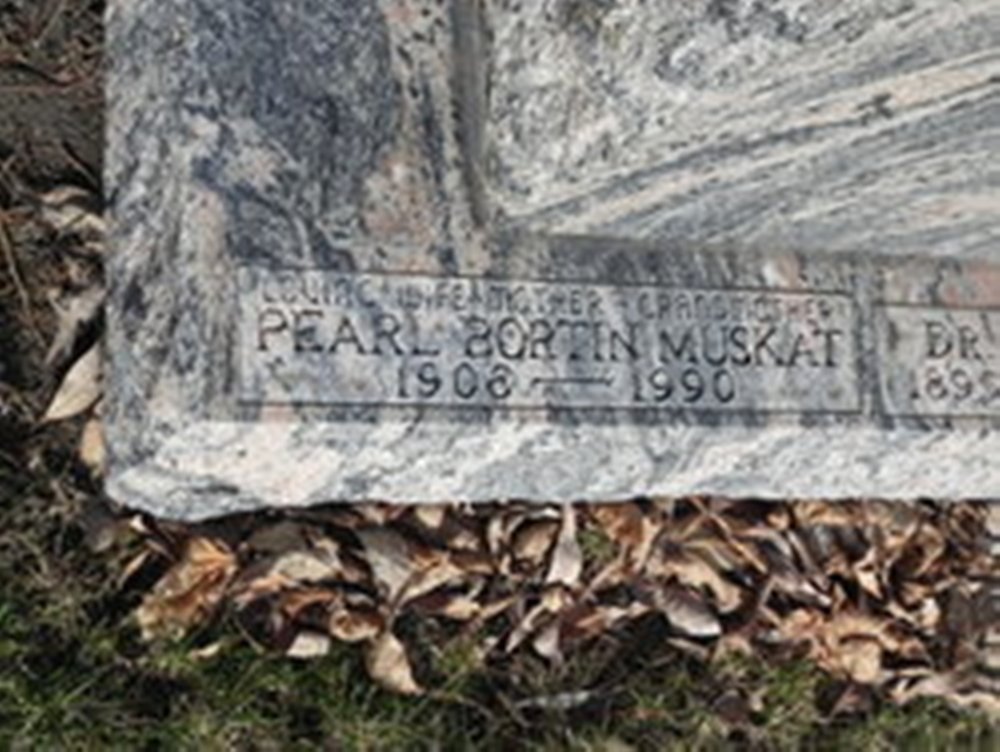 LOVING WIFE MOTHER GRANDMOTHER
PEARL BORTIN MUSKAT
1908 — 1990
DR.